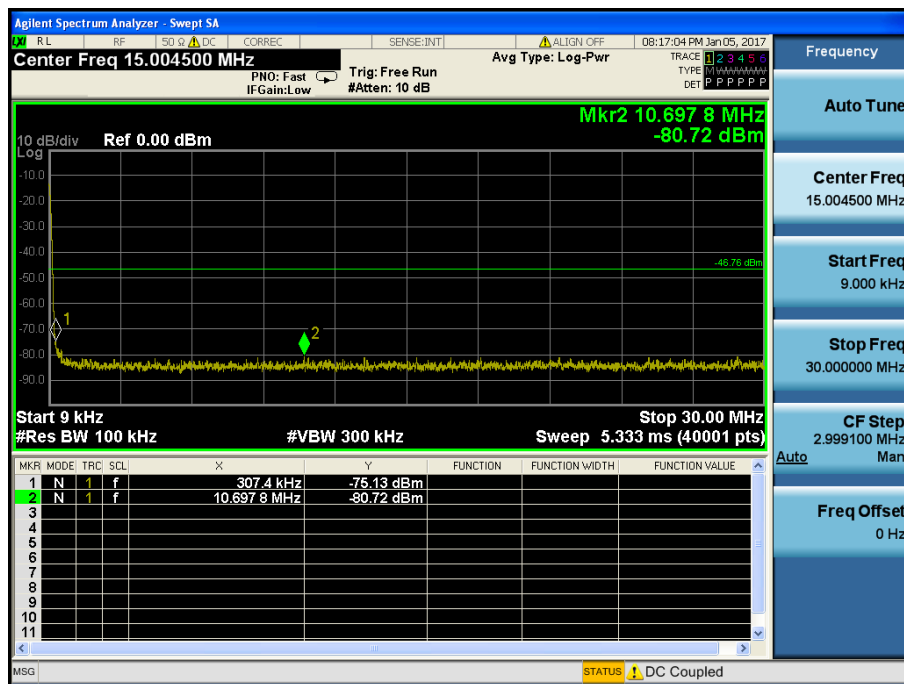 Agilent Spectrum Analyzer - Swept SA
LXI RL RF 50 Ω DC CORREC SENSE:INT ALIGN OFF 08:17:04 PM Jan 05, 2017
Center Freq 15.004500 MHz
PNO: Fast
IFGain:Low
Trig: Free Run
#Atten: 10 dB
Avg Type: Log-Pwr
TRACE 1 2 3 4 5 6
TYPE M
DET P P P P P P
Mkr2 10.697 8 MHz
-80.72 dBm
10 dB/div Ref 0.00 dBm
Log
-10.0
-20.0
-30.0
-40.0
-46.76 dBm
-50.0
-60.0
1
-70.0
2
-80.0
-90.0
Start 9 kHz Stop 30.00 MHz
#Res BW 100 kHz #VBW 300 kHz Sweep 5.333 ms (40001 pts)
MKR MODE TRC SCL X Y FUNCTION FUNCTION WIDTH FUNCTION VALUE
1 N 1 f 307.4 kHz -75.13 dBm
2 N 1 f 10.697 8 MHz -80.72 dBm
3
4
5
6
7
8
9
10
11
MSG STATUS DC Coupled
Frequency
Auto Tune
Center Freq
15.004500 MHz
Start Freq
9.000 kHz
Stop Freq
30.000000 MHz
CF Step
2.999100 MHz
Auto Man
Freq Offset
0 Hz